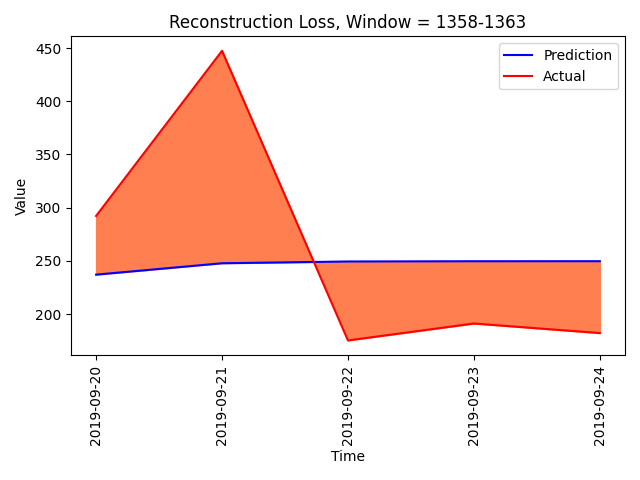 Reconstruction Loss, Window = 1358-1363
Prediction
Actual
Value
450
400
350
300
250
200
2019-09-20
2019-09-21
2019-09-22
2019-09-23
2019-09-24
Time